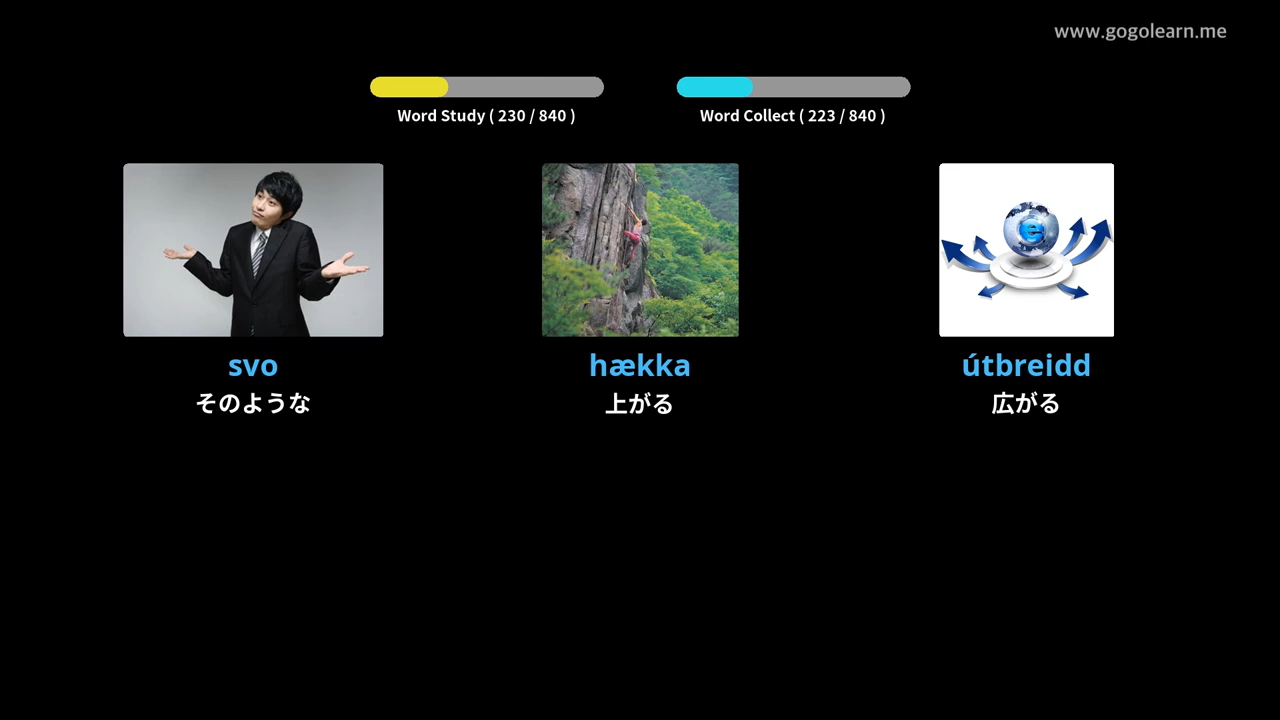 www.gogolearn.me
Word Study ( 230 / 840 )
Word Collect ( 223 / 840 )
svo
そのような
hækka
上がる
útbreidd
広がる